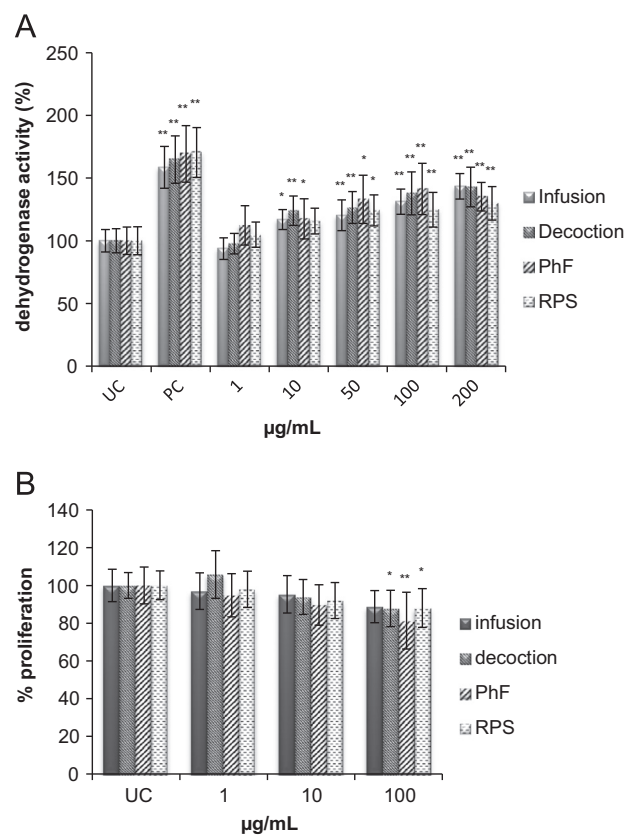 A
dehydrogenase activity (%)
250
200
150
100
50
0
** ** ** **
* ** *
** ** * *
** ** ** **
** ** ** **
UC PC 1 10 50 100 200
µg/mL
Infusion
Decoction
PhF
RPS
B
% proliferation
140
120
100
80
60
40
20
0
* ** *
UC 1 10 100
µg/mL
infusion
decoction
PhF
RPS